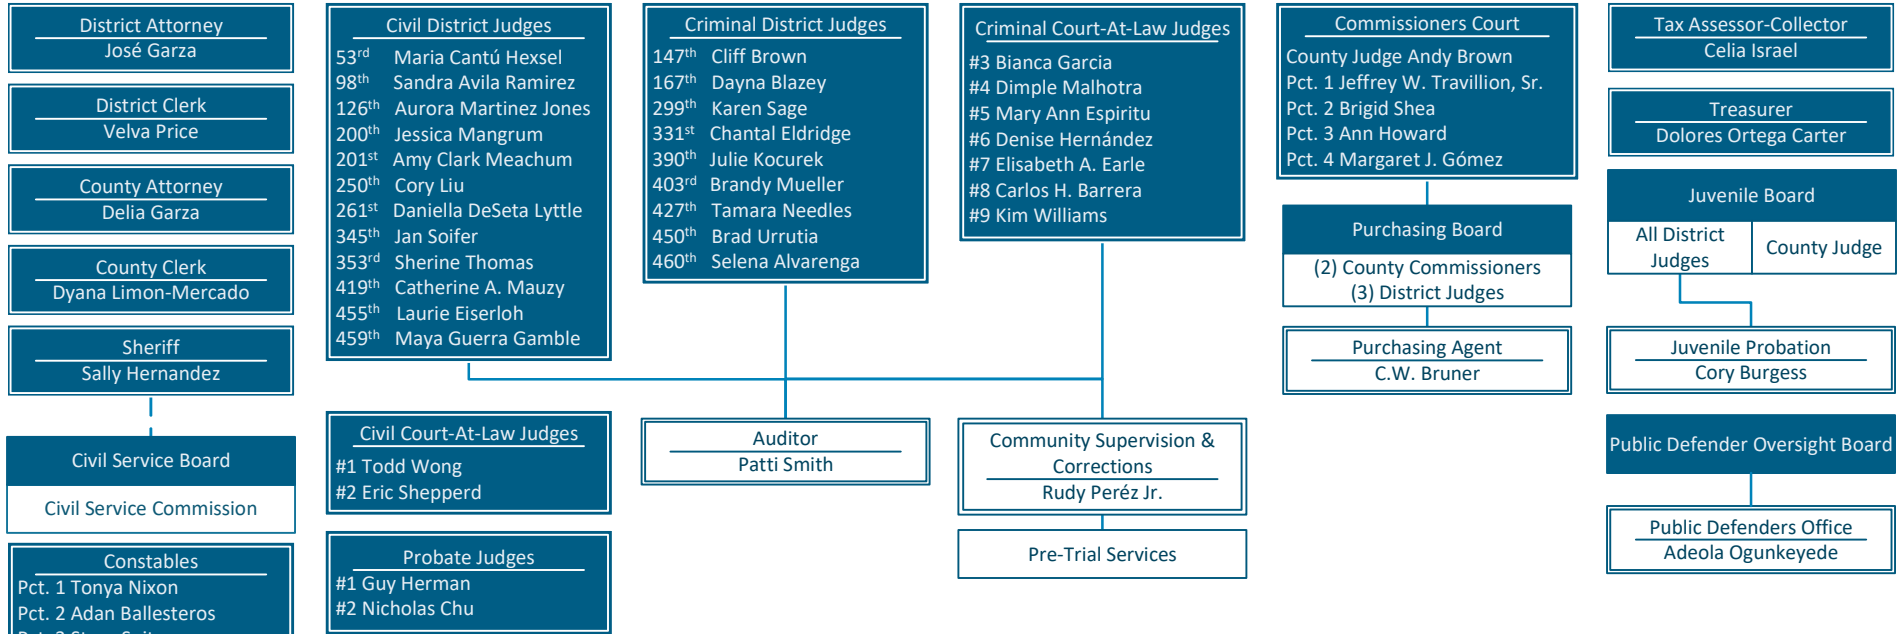 District Attorney
José Garza
District Clerk
Velva Price
County Attorney
Delia Garza
County Clerk
Dyana Limon-Mercado
Sheriff
Sally Hernandez
Civil Service Board
Civil Service Commission
Constables
Pct. 1 Tonya Nixon
Pct. 2 Adan Ballesteros
Civil District Judges
53rd Maria Cantú Hexsel
98th Sandra Avila Ramirez
126th Aurora Martinez Jones
200th Jessica Mangrum
201st Amy Clark Meachum
250th Cory Liu
261st Daniella DeSeta Lyttle
345th Jan Soifer
353rd Sherine Thomas
419th Catherine A. Mauzy
455th Laurie Eiserloh
459th Maya Guerra Gamble
Civil Court-At-Law Judges
#1 Todd Wong
#2 Eric Shepperd
Probate Judges
#1 Guy Herman
#2 Nicholas Chu
Criminal District Judges
147th Cliff Brown
167th Dayna Blazey
299th Karen Sage
331st Chantal Eldridge
390th Julie Kocurek
403rd Brandy Mueller
427th Tamara Needles
450th Brad Urrutia
460th Selena Alvarenga
Auditor
Patti Smith
Criminal Court-At-Law Judges
#3 Bianca Garcia
#4 Dimple Malhotra
#5 Mary Ann Espiritu
#6 Denise Hernández
#7 Elisabeth A. Earle
#8 Carlos H. Barrera
#9 Kim Williams
Community Supervision &
Corrections
Rudy Peréz Jr.
Pre-Trial Services
Commissioners Court
County Judge Andy Brown
Pct. 1 Jeffrey W. Travillion, Sr.
Pct. 2 Brigid Shea
Pct. 3 Ann Howard
Pct. 4 Margaret J. Gómez
Purchasing Board
(2) County Commissioners
(3) District Judges
Purchasing Agent
C.W. Bruner
Tax Assessor-Collector
Celia Israel
Treasurer
Dolores Ortega Carter
Juvenile Board
All District
Judges
County Judge
Juvenile Probation
Cory Burgess
Public Defender Oversight Board
Public Defenders Office
Adeola Ogunkeyede